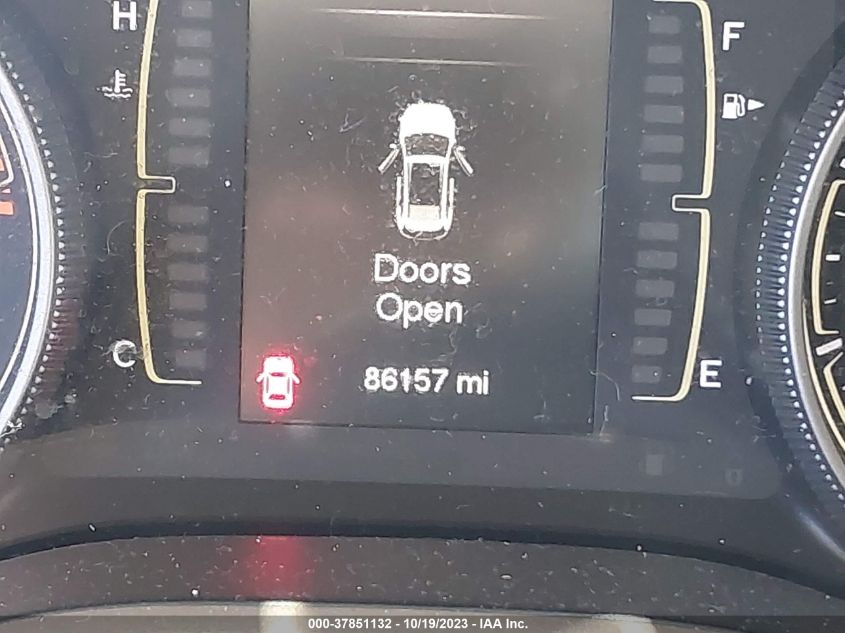 H
F
Doors
Open
C
E
86157 mi
000-37851132 - 10/19/2023 - IAA Inc.